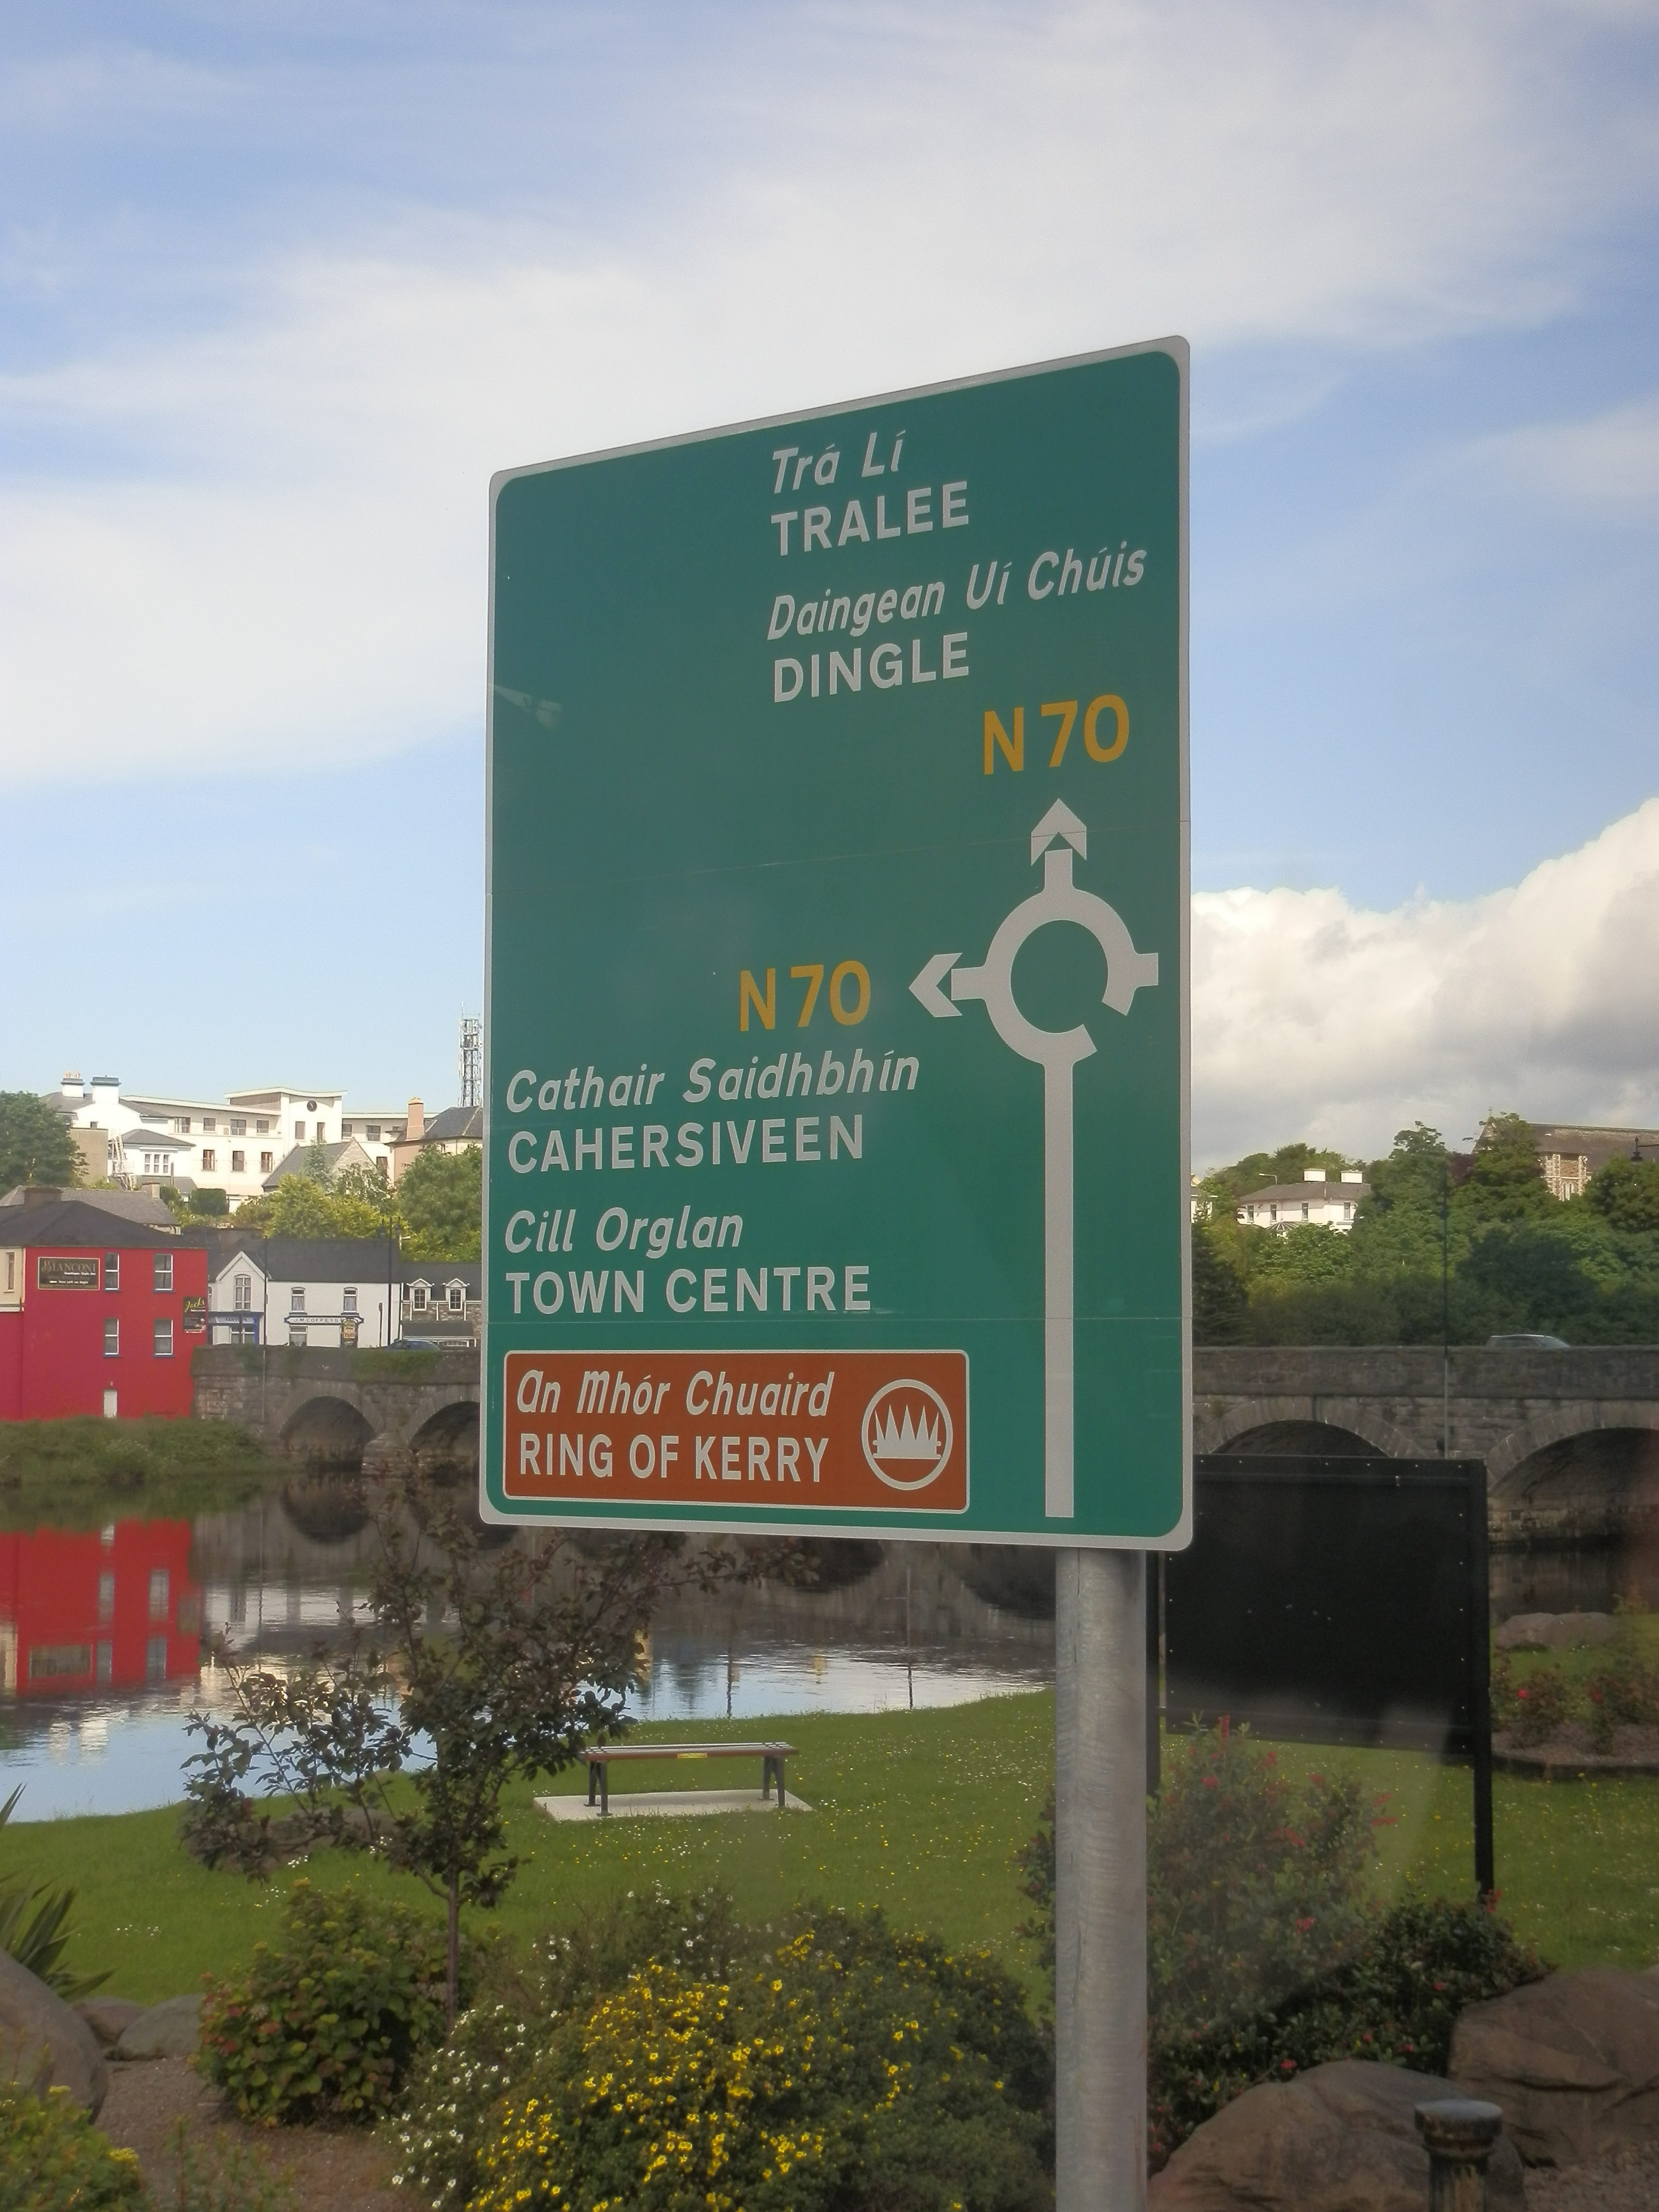 Trá Lí
TRALEE
Daingean Uí Chúis
DINGLE
N70
N70
Cathair Saidhbhín
CAHERSIVEEN
Cill Orglan
TOWN CENTRE
An Mhór Chuaird
RING OF KERRY